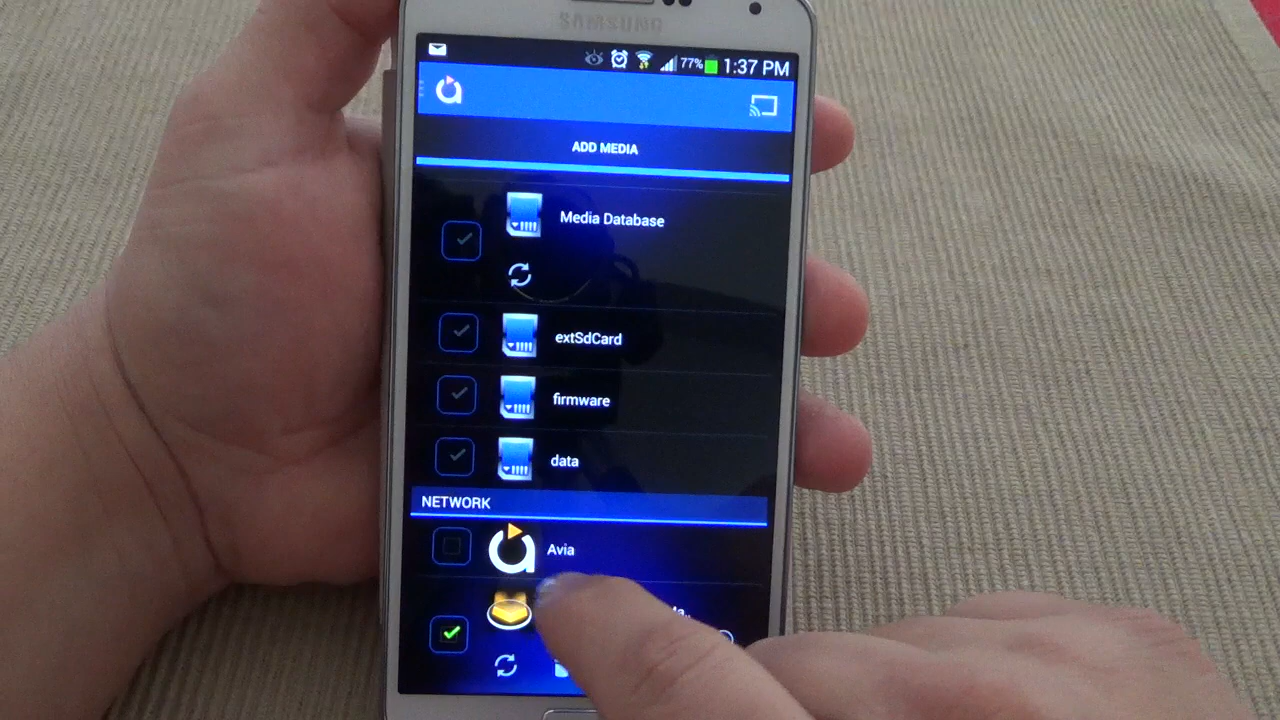 SAMSUNG
77% 1:37 PM
ADD MEDIA
Media Database
extSdCard
firmware
data
NETWORK
Avia